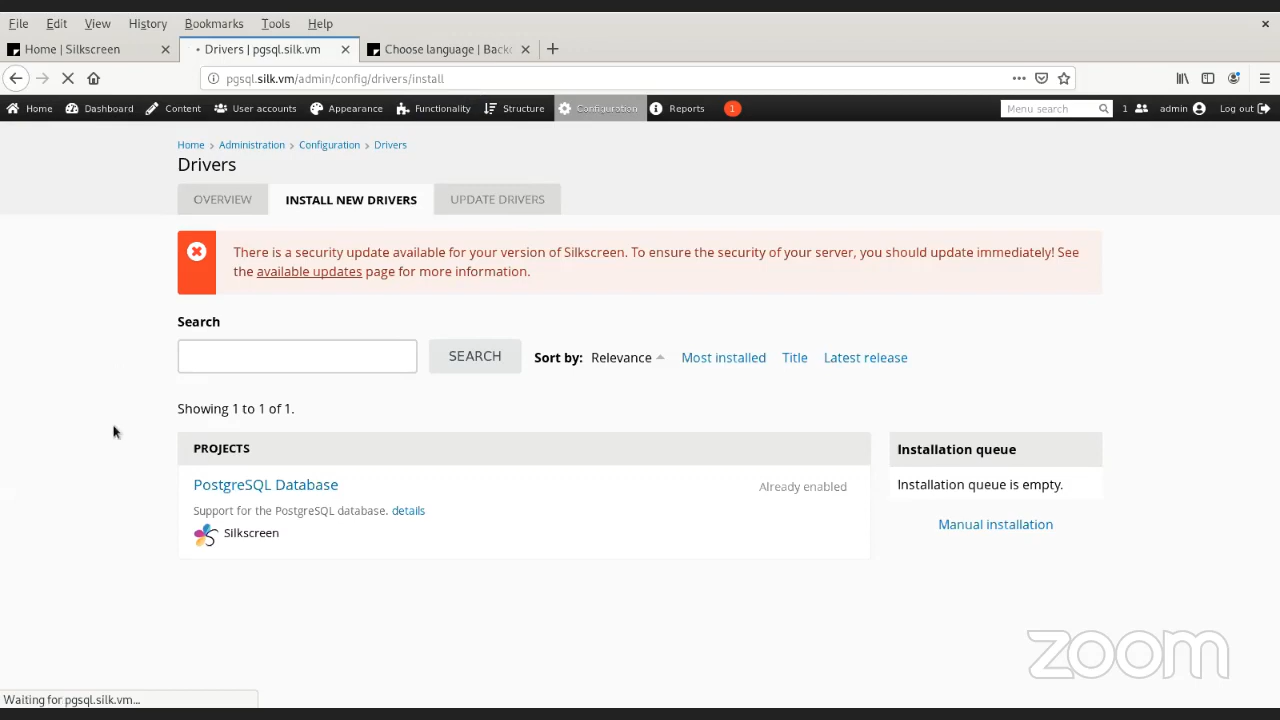 File Edit View History Bookmarks Tools Help
Home | Silkscreen Drivers | pgsql.silk.vm Choose language | Back
pgsql.silk.vm/admin/config/drivers/install
Home Dashboard Content User accounts Appearance Functionality Structure Configuration Reports 1 Menu search 1 admin Log out
Home › Administration › Configuration › Drivers
Drivers
OVERVIEW INSTALL NEW DRIVERS UPDATE DRIVERS
There is a security update available for your version of Silkscreen. To ensure the security of your server, you should update immediately! See
the available updates page for more information.
Search
SEARCH Sort by: Relevance Most installed Title Latest release
Showing 1 to 1 of 1.
PROJECTS
Installation queue
PostgreSQL Database Already enabled
Installation queue is empty.
Support for the PostgreSQL database. details
Manual installation
Silkscreen
zoom
Waiting for pgsql.silk.vm...